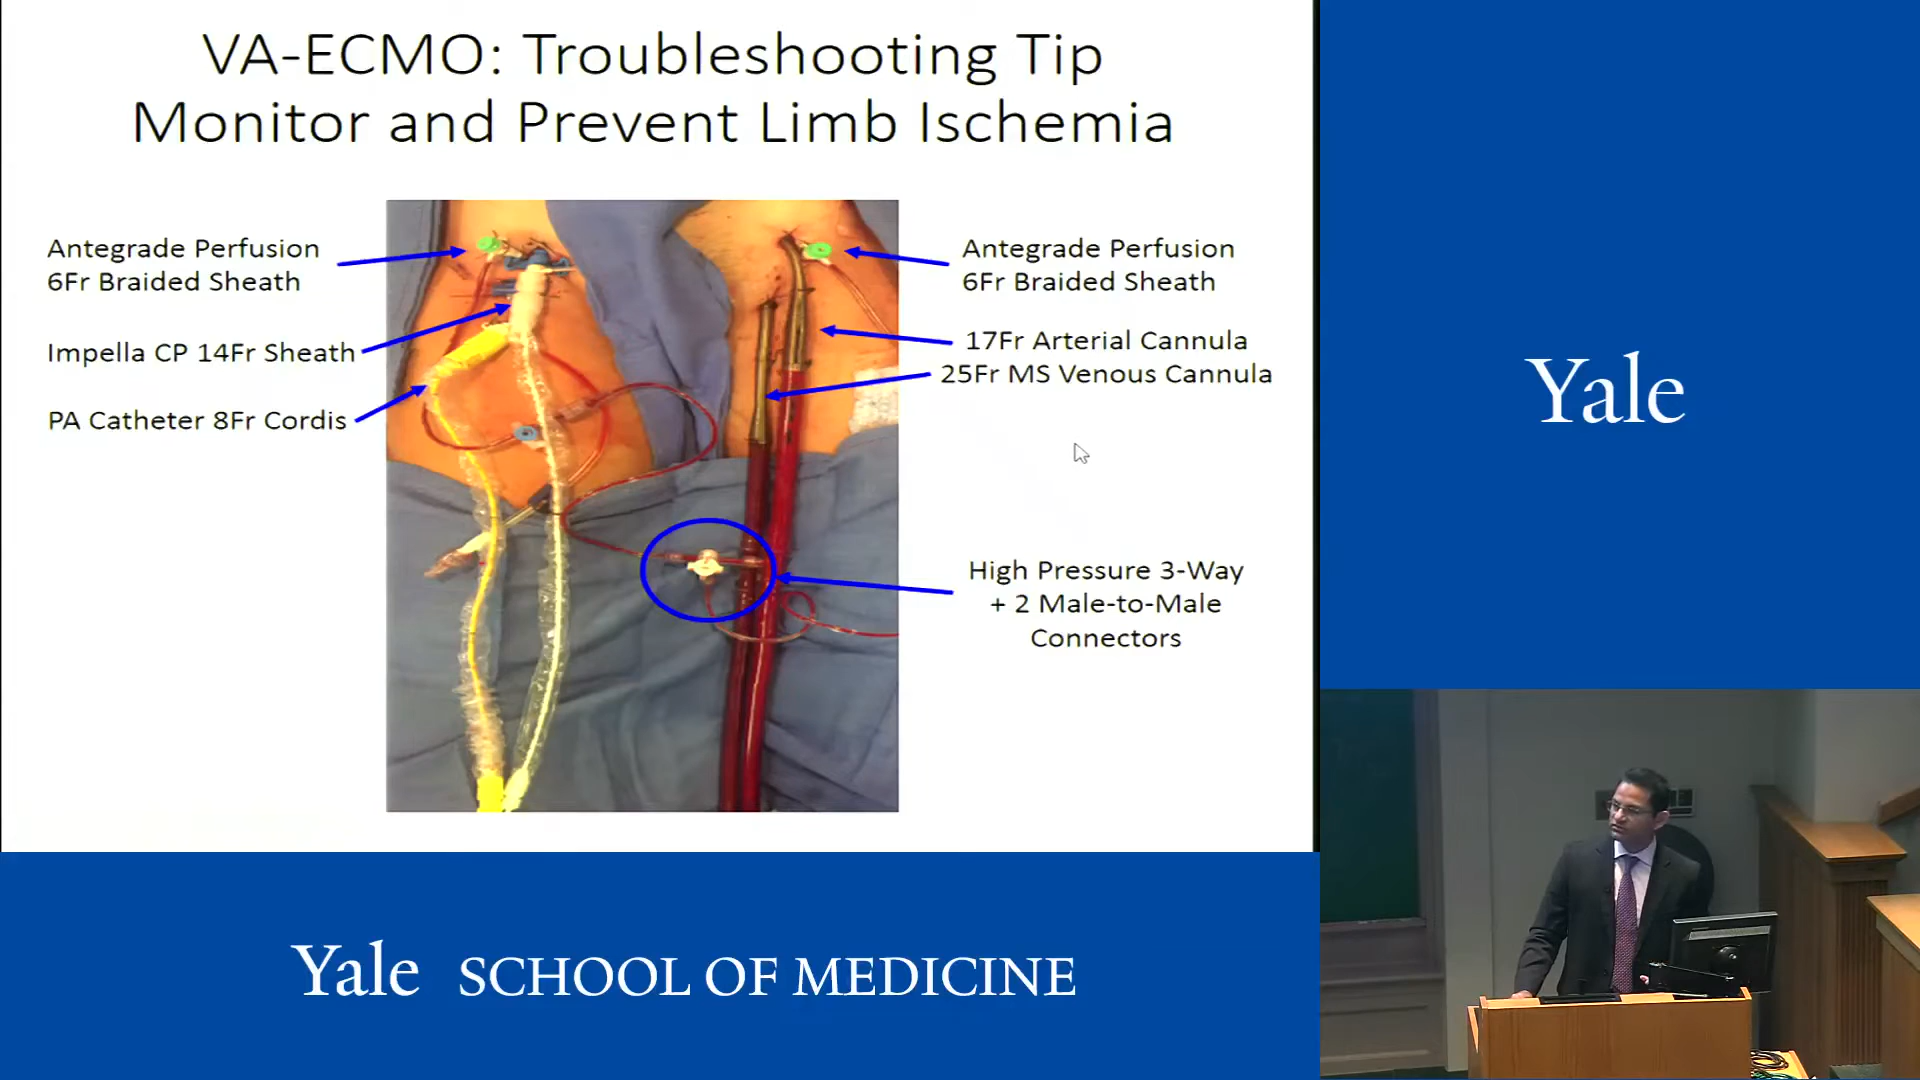 VA-ECMO: Troubleshooting Tip
Monitor and Prevent Limb Ischemia
Antegrade Perfusion
6Fr Braided Sheath
Impella CP 14Fr Sheath
PA Catheter 8Fr Cordis
Antegrade Perfusion
6Fr Braided Sheath
17Fr Arterial Cannula
25Fr MS Venous Cannula
High Pressure 3-Way
+ 2 Male-to-Male
Connectors
Yale
Yale SCHOOL OF MEDICINE